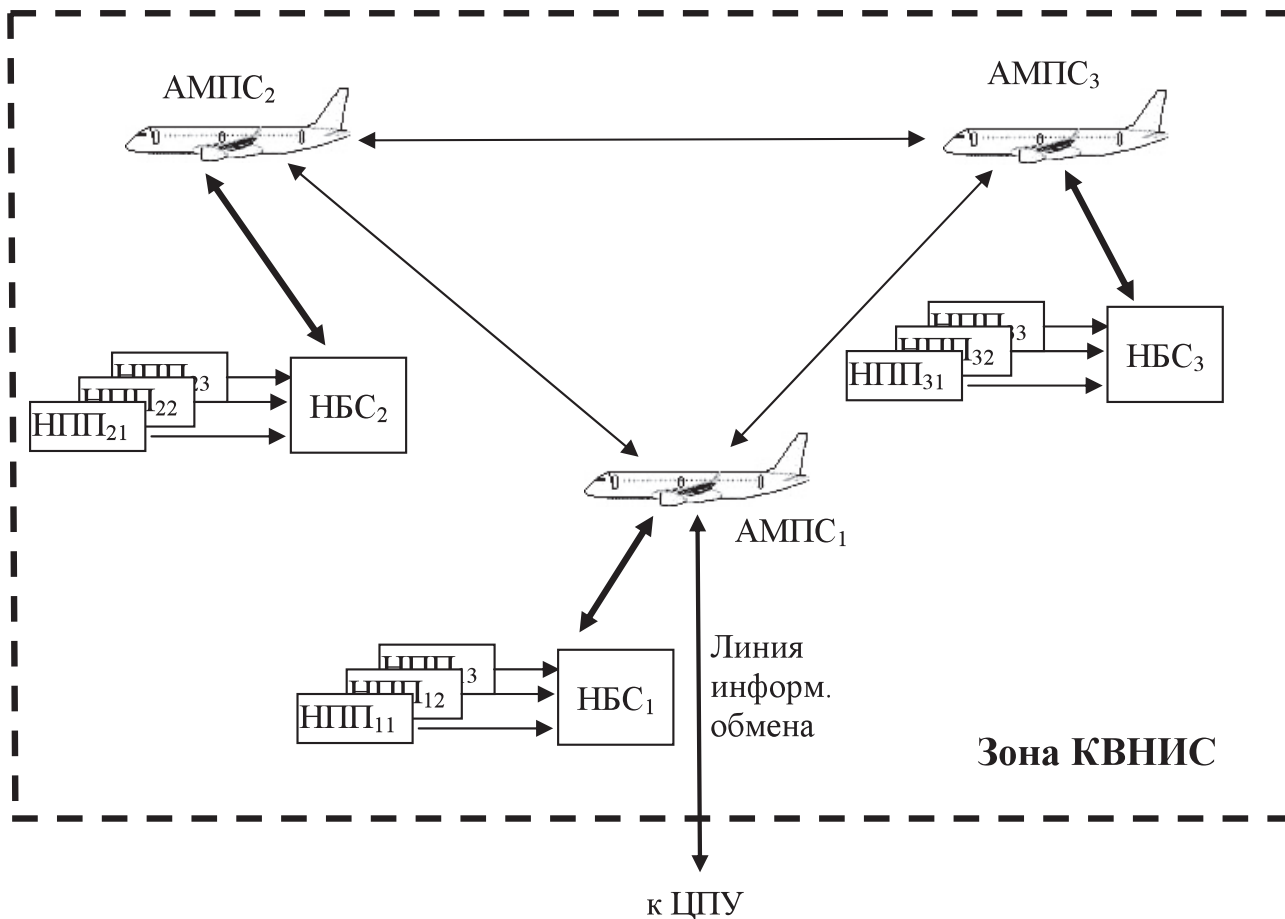 АМПС₂
АМПС₃
НПП₃₃
НПП₃₂
НПП₃₁
НБС₃
НПП₂₃
НПП₂₂
НПП₂₁
НБС₂
АМПС₁
НПП₁₃
НПП₁₂
НПП₁₁
НБС₁
Линия
информ.
обмена
Зона КВНИС
к ЦПУ